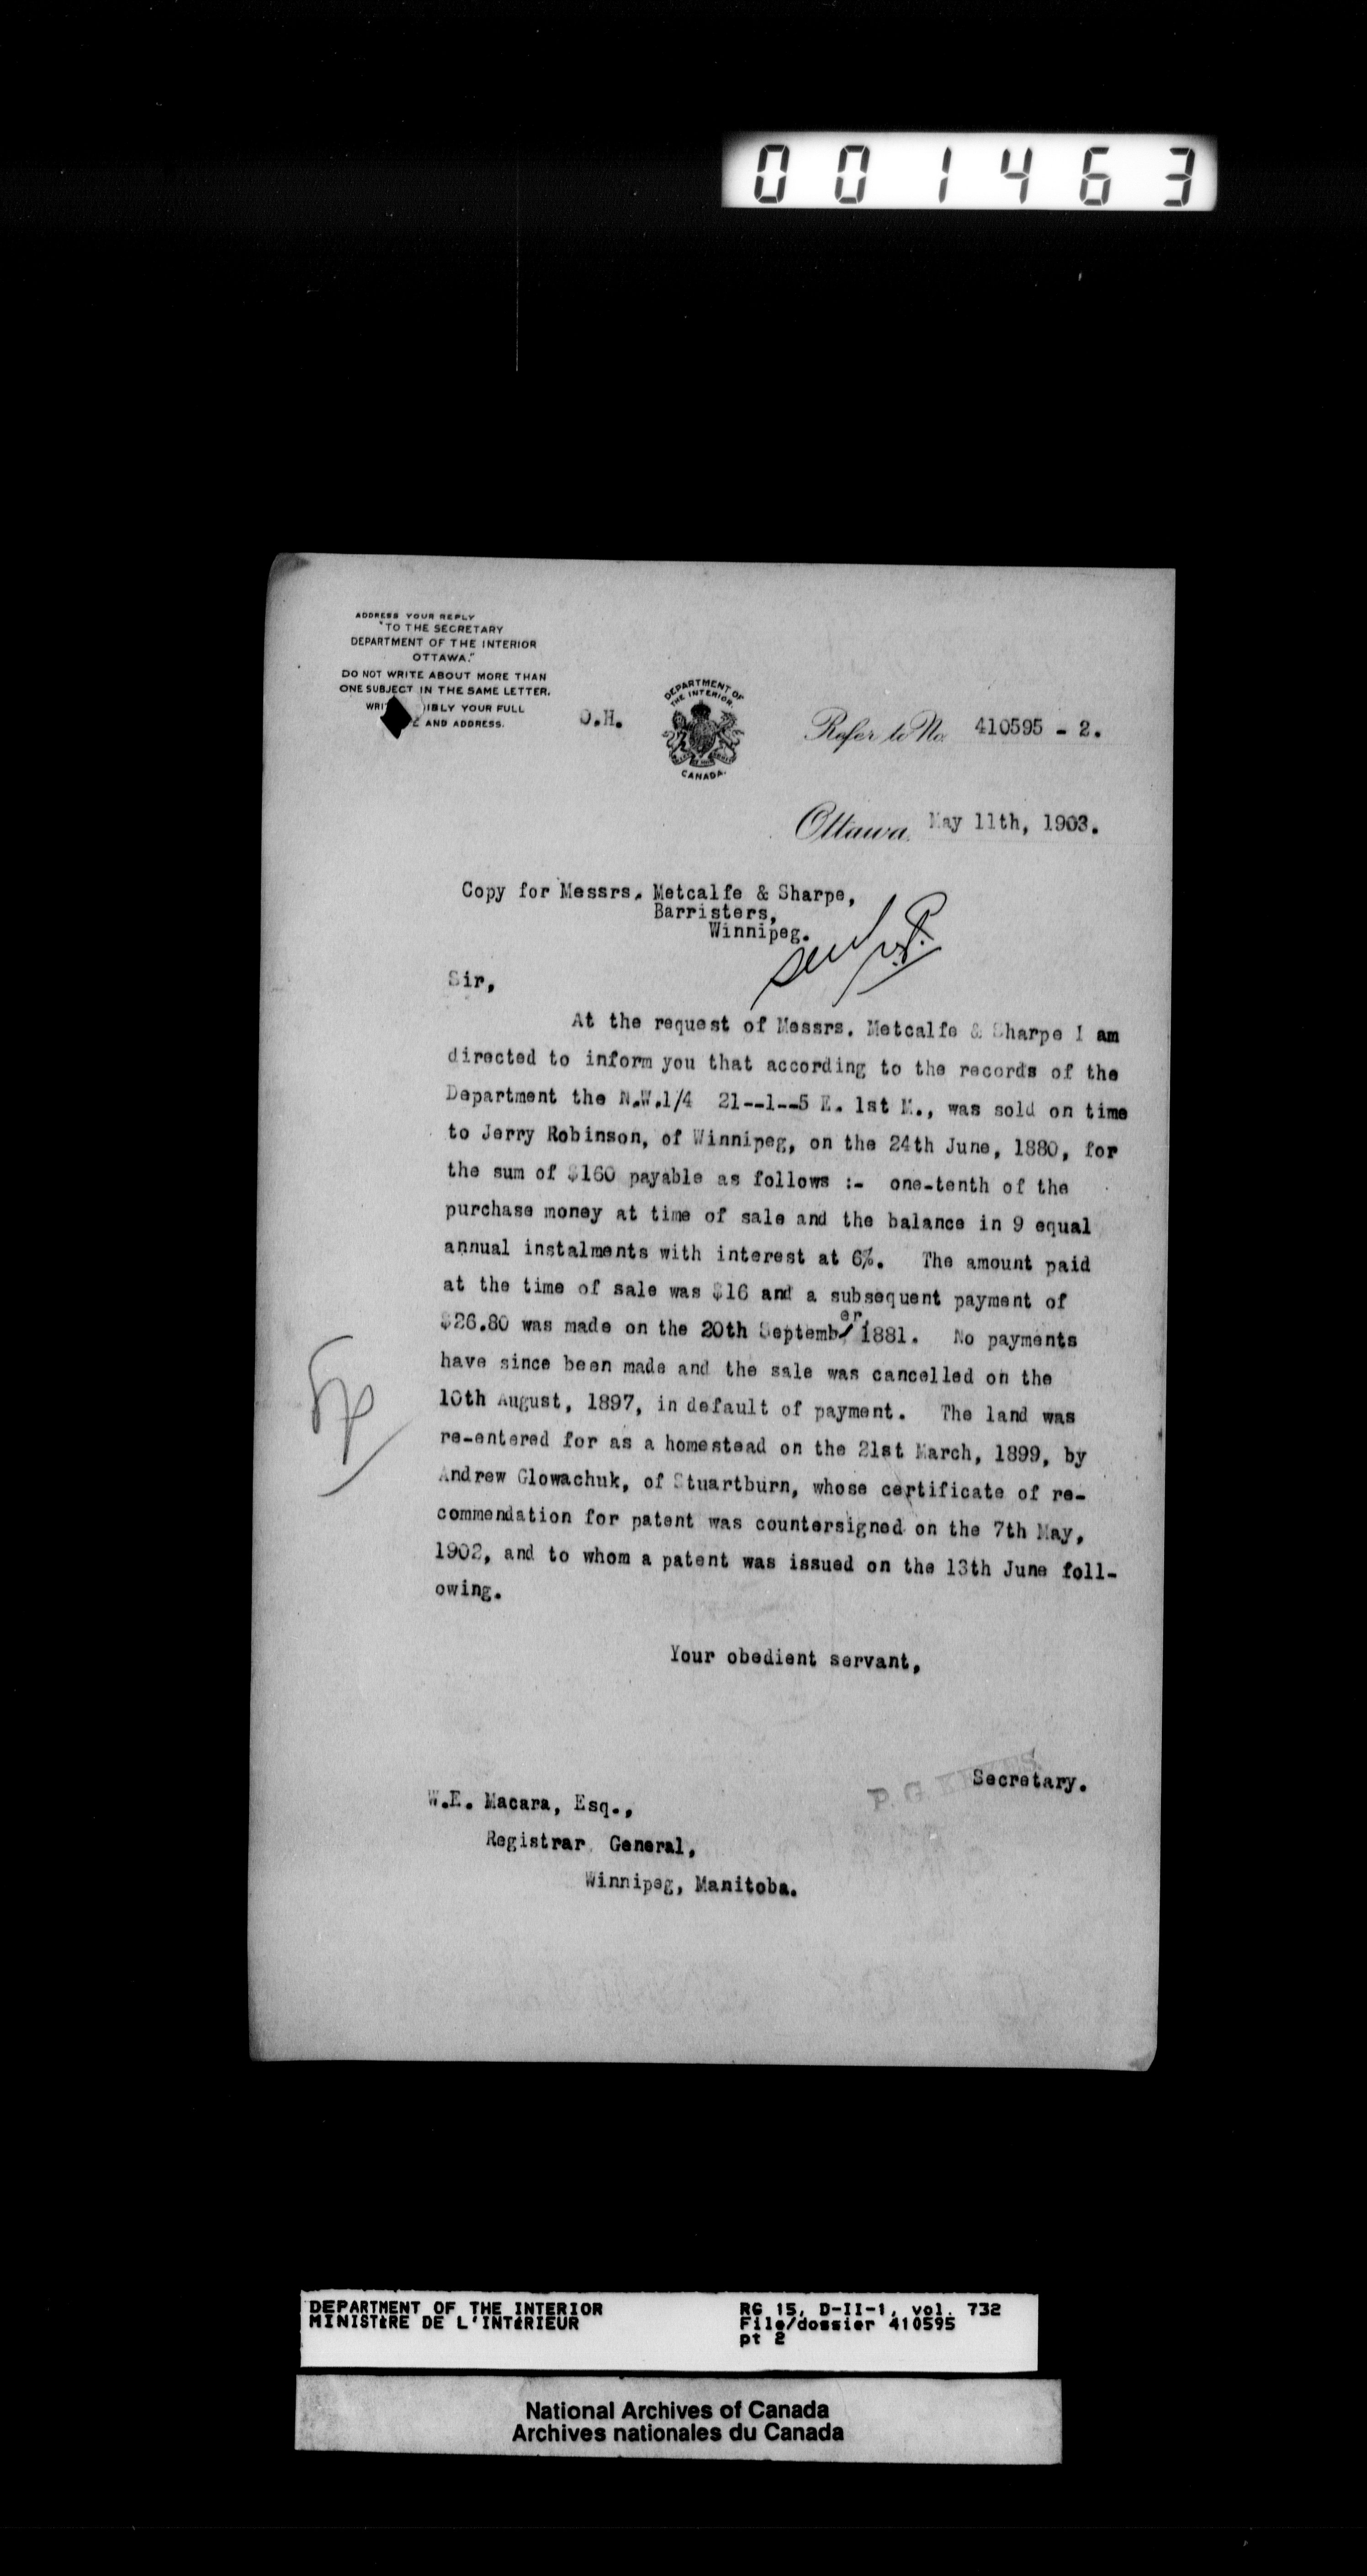 001463
ADDRESS YOUR REPLY
"TO THE SECRETARY
DEPARTMENT OF THE INTERIOR
OTTAWA."
DO NOT WRITE ABOUT MORE THAN
ONE SUBJECT IN THE SAME LETTER.
WRI IBLY YOUR FULL
E AND ADDRESS.
O.H.
DEPARTMENT OF
THE INTERIOR.
CANADA.
Refer to No. 410595 - 2.
Ottawa, May 11th, 1903.
Copy for Messrs. Metcalfe & Sharpe,
Barristers,
Winnipeg.
Sir,
At the request of Messrs. Metcalfe & Sharpe I am
directed to inform you that according to the records of the
Department the N.W.1/4 21--1--5 E. 1st M., was sold on time
to Jerry Robinson, of Winnipeg, on the 24th June, 1880, for
the sum of $160 payable as follows :- one-tenth of the
purchase money at time of sale and the balance in 9 equal
annual instalments with interest at 6%. The amount paid
at the time of sale was $16 and a subsequent payment of
$26.80 was made on the 20th September 1881. No payments
have since been made and the sale was cancelled on the
10th August, 1897, in default of payment. The land was
re-entered for as a homestead on the 21st March, 1899, by
Andrew Glowachuk, of Stuartburn, whose certificate of re-
commendation for patent was countersigned on the 7th May,
1902, and to whom a patent was issued on the 13th June foll-
owing.
Your obedient servant,
P. G. KEYES
Secretary.
W.E. Macara, Esq.,
Registrar General,
Winnipeg, Manitoba.
DEPARTMENT OF THE INTERIOR
MINISTÈRE DE L'INTÉRIEUR
RG 15, D-II-1, vol. 732
File/dossier 410595
pt 2
National Archives of Canada
Archives nationales du Canada